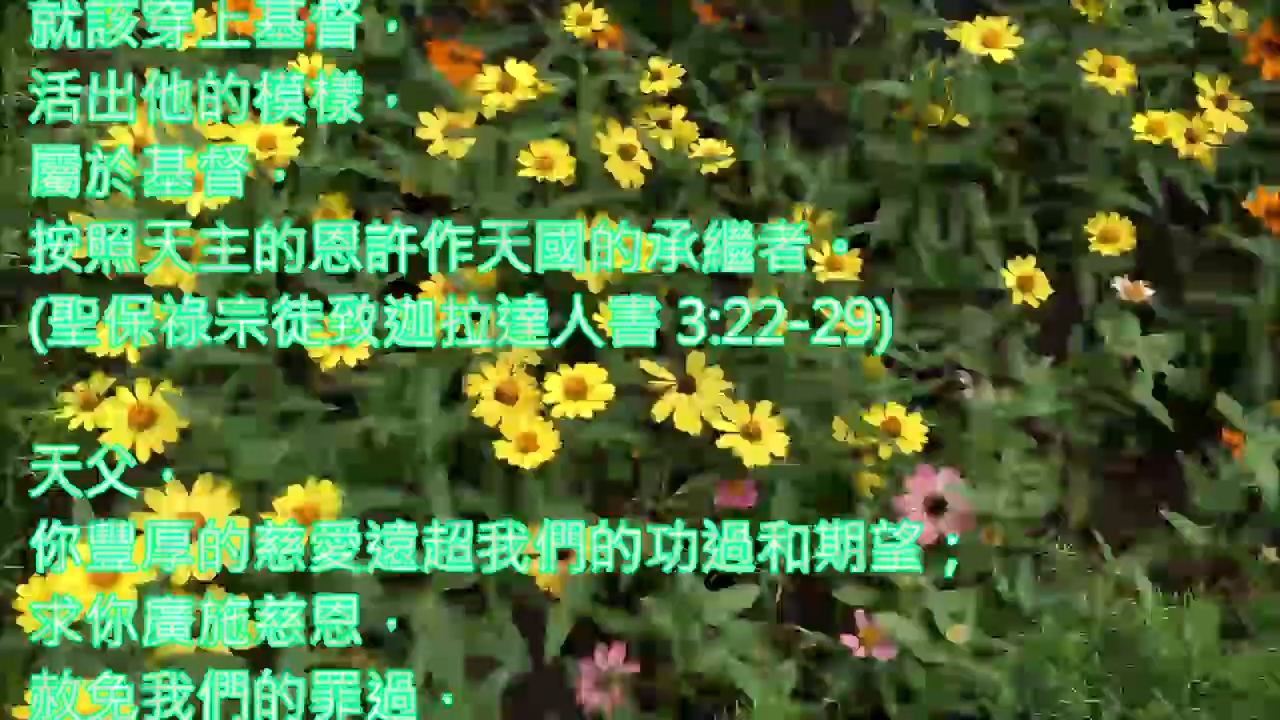 就該穿上基督，
活出他的模樣，
屬於基督，
按照天主的恩許作天國的承繼者。
(聖保祿宗徒致迦拉達人書 3:22-29)
天父，
你豐厚的慈愛遠超我們的功過和期望；
求你廣施慈恩，
赦免我們的罪過，